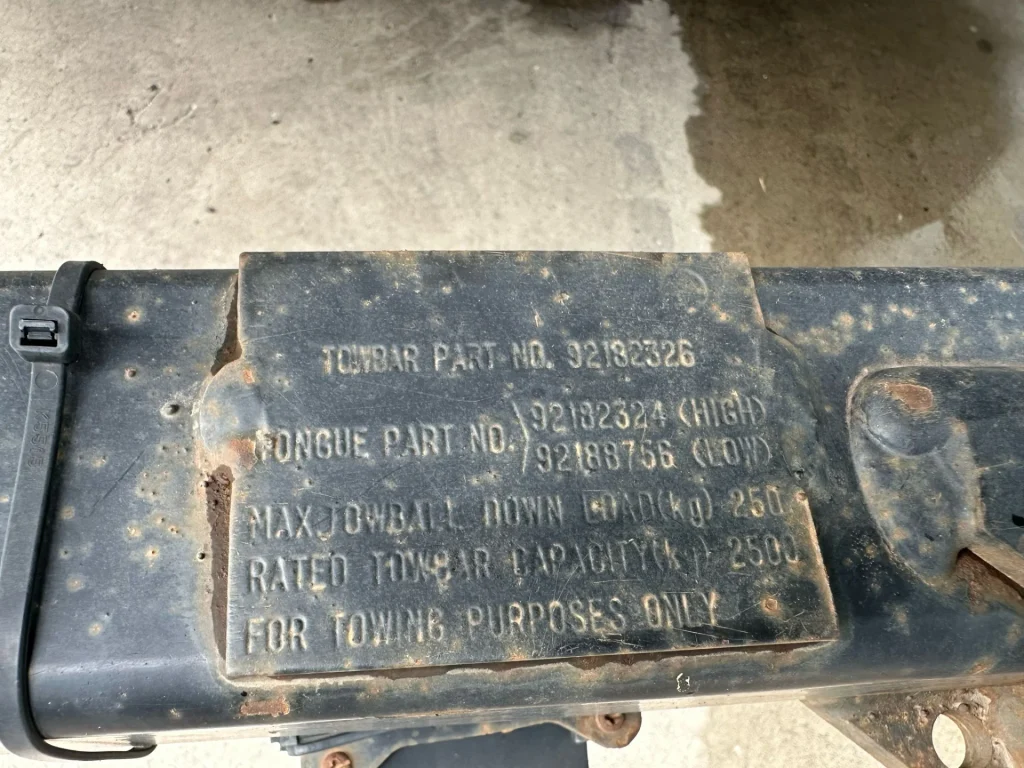 TOWBAR PART NO. 92182326
TONGUE PART NO. 92182324 (HIGH)
92188756 (LOW)
MAX TOWBALL DOWN LOAD(kg) 250
RATED TOWBAR CAPACITY(kg) 2500
FOR TOWING PURPOSES ONLY